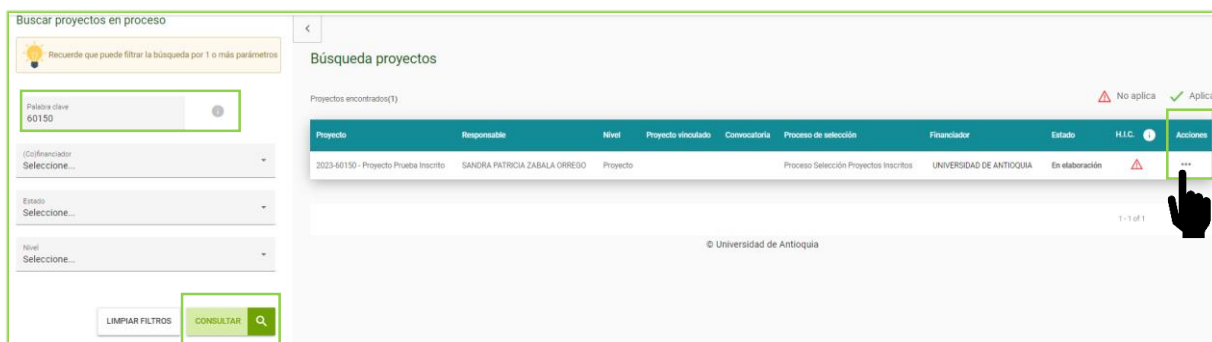 Buscar proyectos en proceso
Recuerde que puede filtrar la búsqueda por 1 o más parámetros
Palabra clave
60150
(Co)financiador
Seleccione...
Estado
Seleccione...
Nivel
Seleccione...
LIMPIAR FILTROS CONSULTAR
Búsqueda proyectos
Proyectos encontrados(1)
No aplica Aplica
Proyecto Responsable Nivel Proyecto vinculado Convocatoria Proceso de selección Financiador Estado H.I.C. Acciones
2023-60150 - Proyecto Prueba Inscrito SANDRA PATRICIA ZABALA ORREGO Proyecto Proceso Selección Proyectos Inscritos UNIVERSIDAD DE ANTIOQUIA En elaboración
1 - 1 of 1
© Universidad de Antioquia